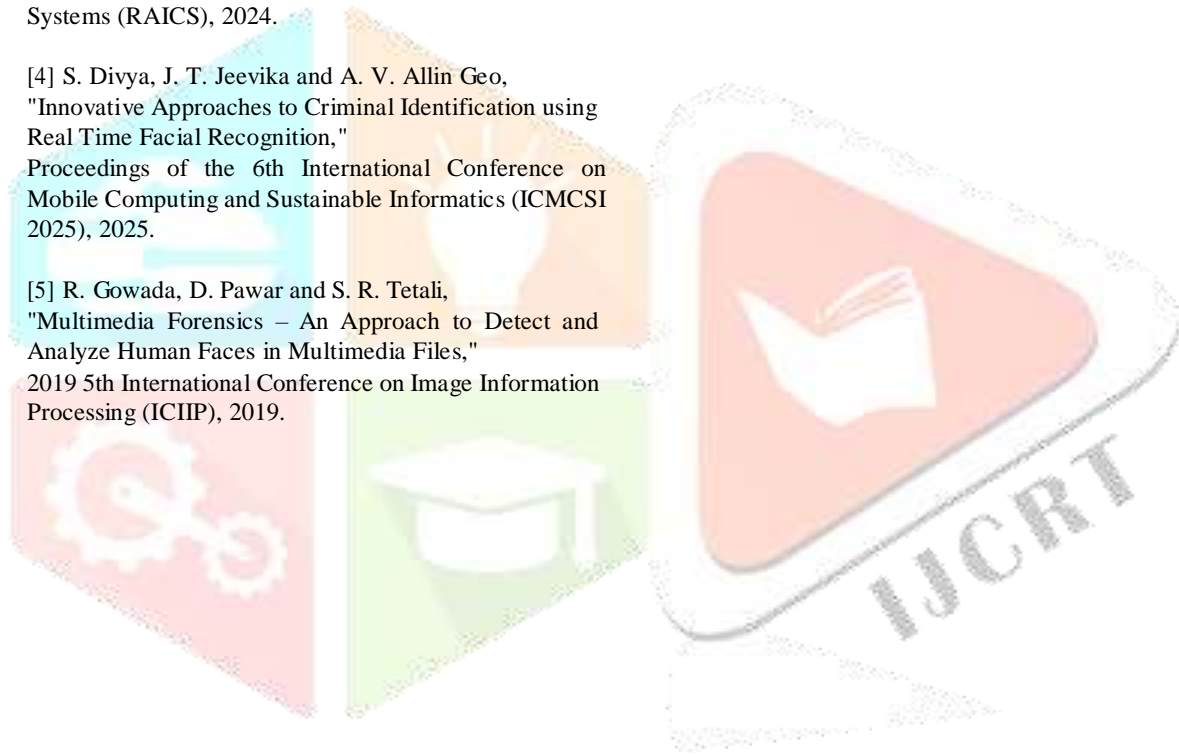 Systems (RAICS), 2024.
[4] S. Divya, J. T. Jeevika and A. V. Allin Geo,
"Innovative Approaches to Criminal Identification using
Real Time Facial Recognition,"
Proceedings of the 6th International Conference on
Mobile Computing and Sustainable Informatics (ICMCSI
2025), 2025.
[5] R. Gowada, D. Pawar and S. R. Tetali,
"Multimedia Forensics – An Approach to Detect and
Analyze Human Faces in Multimedia Files,"
2019 5th International Conference on Image Information
Processing (ICIIP), 2019.
IJCRT